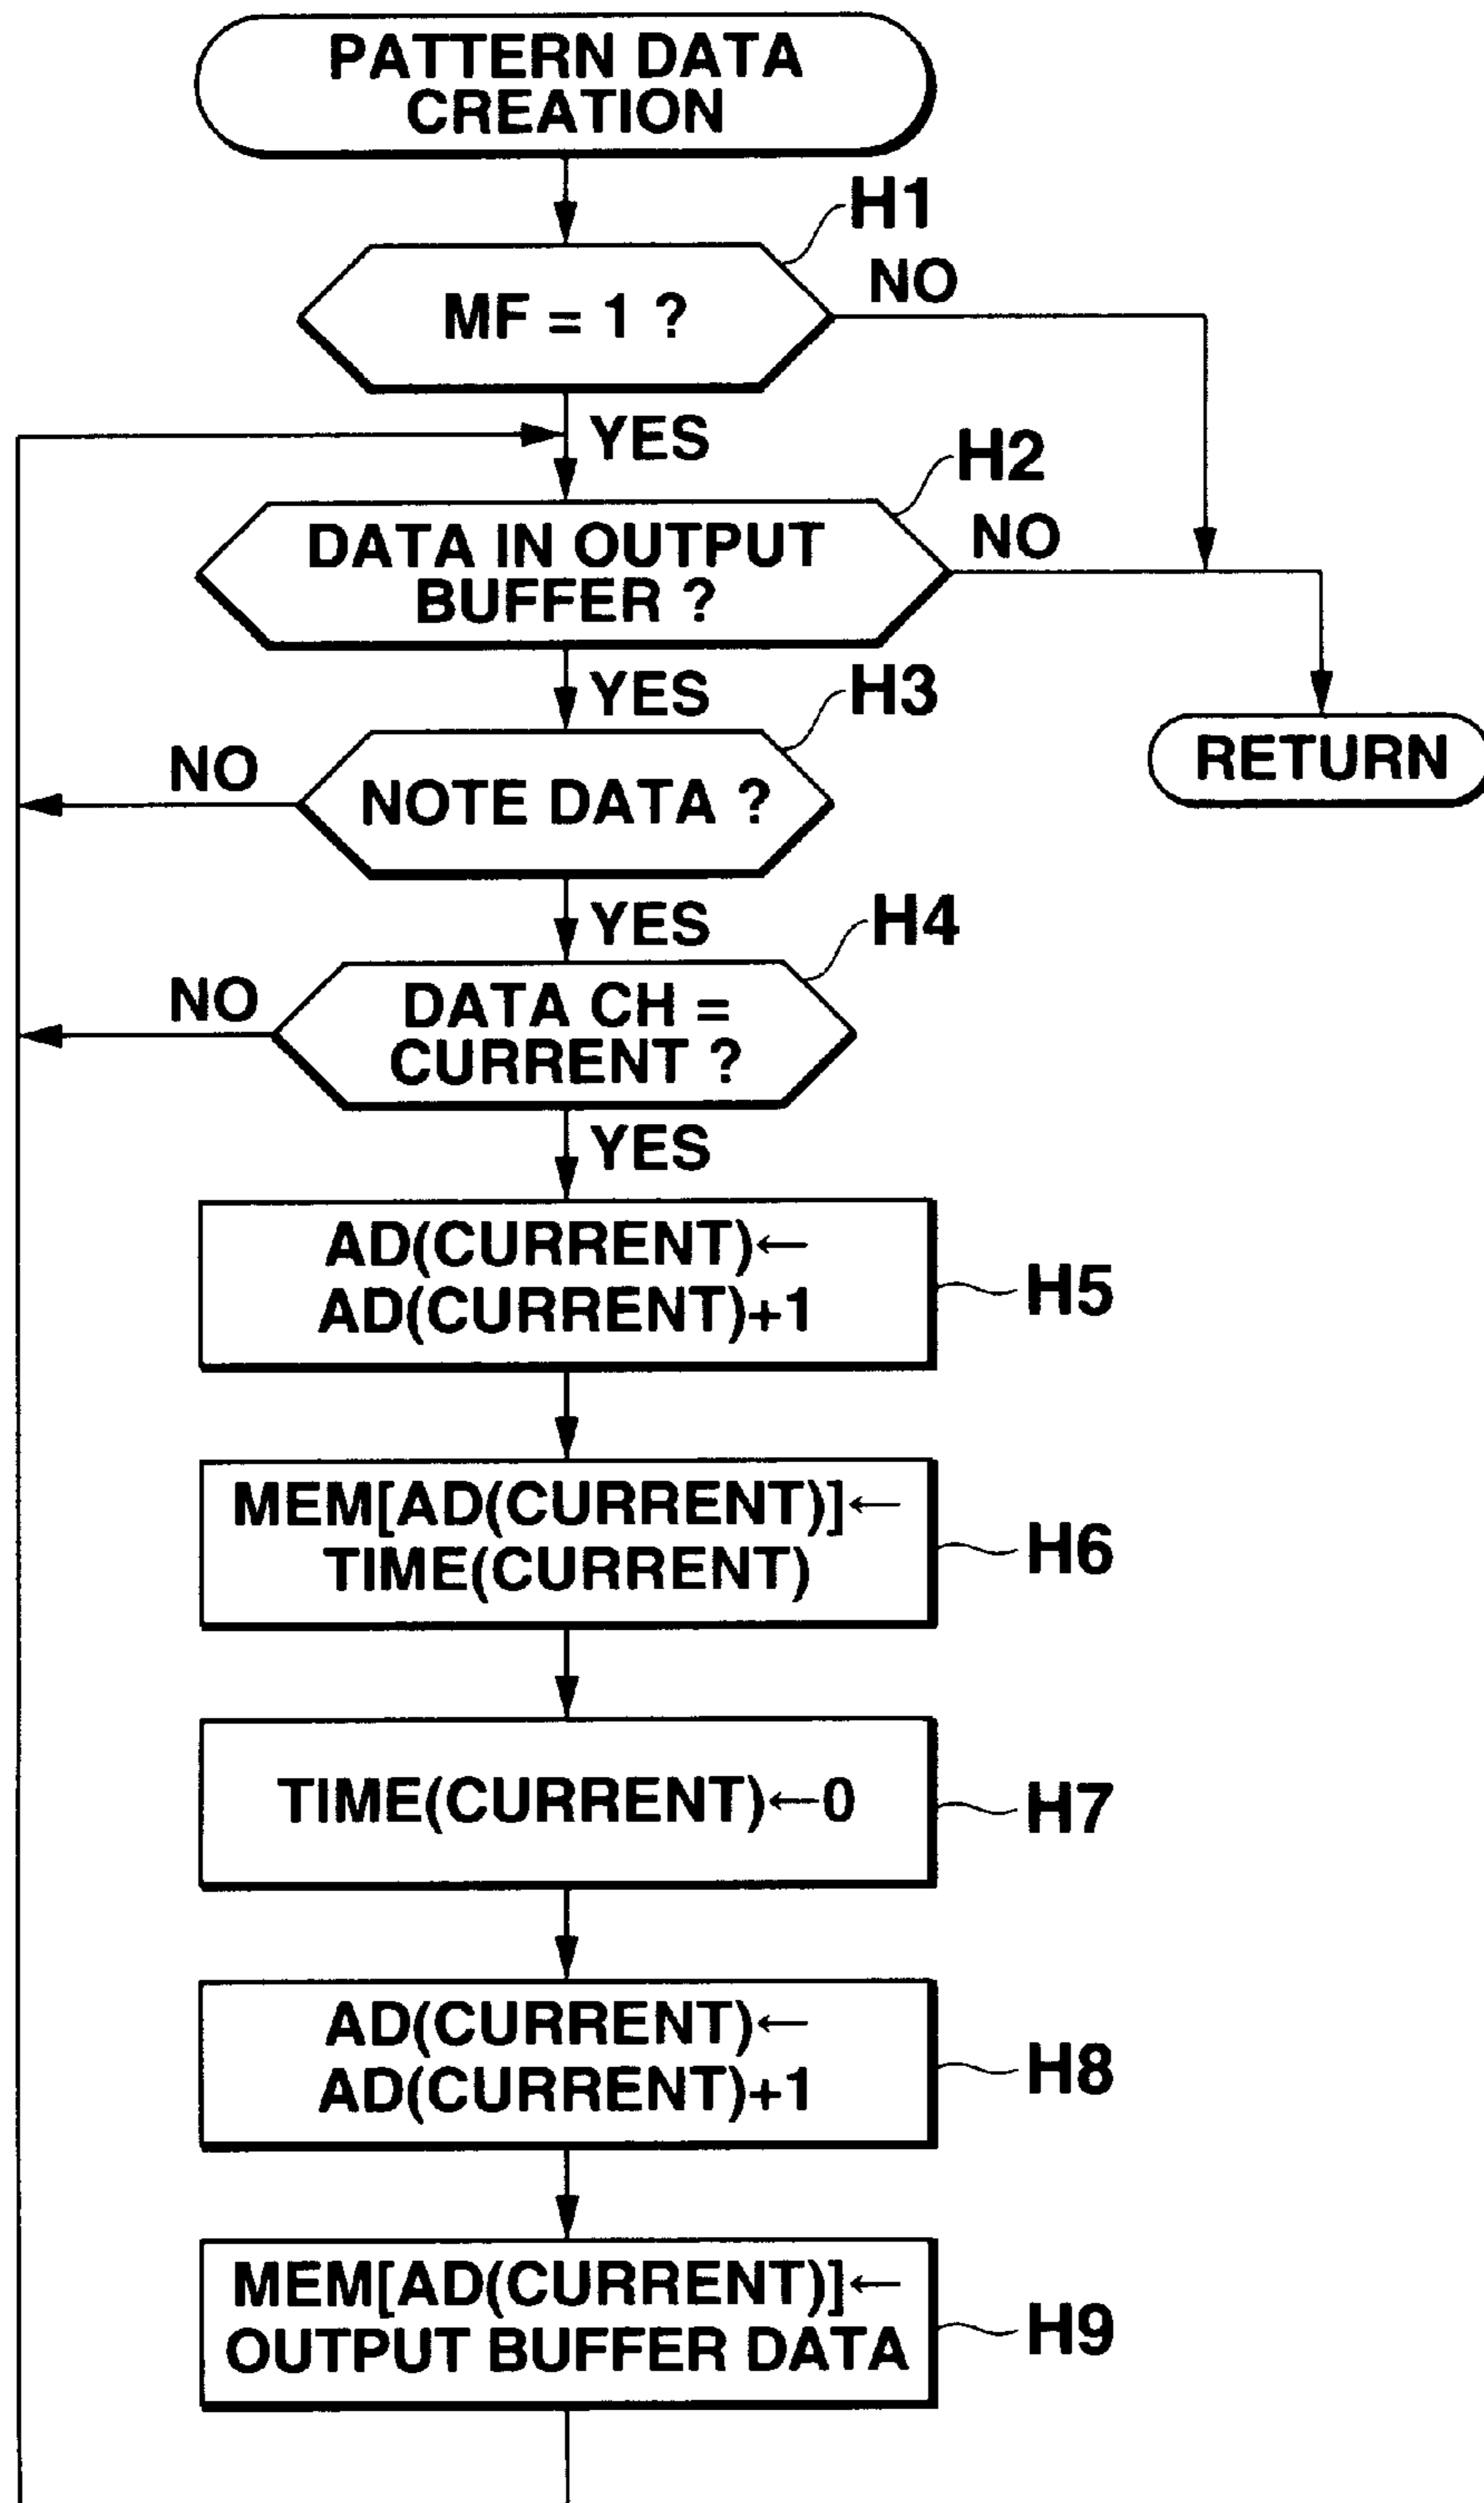 PATTERN DATA
CREATION
H1
MF = 1 ?
NO
YES
H2
DATA IN OUTPUT
BUFFER ?
NO
YES
H3
NOTE DATA ?
NO
RETURN
YES
H4
DATA CH =
CURRENT ?
NO
YES
AD(CURRENT)←
AD(CURRENT)+1
H5
MEM[AD(CURRENT)]←
TIME(CURRENT)
H6
TIME(CURRENT)←0
H7
AD(CURRENT)←
AD(CURRENT)+1
H8
MEM[AD(CURRENT)]←
OUTPUT BUFFER DATA
H9